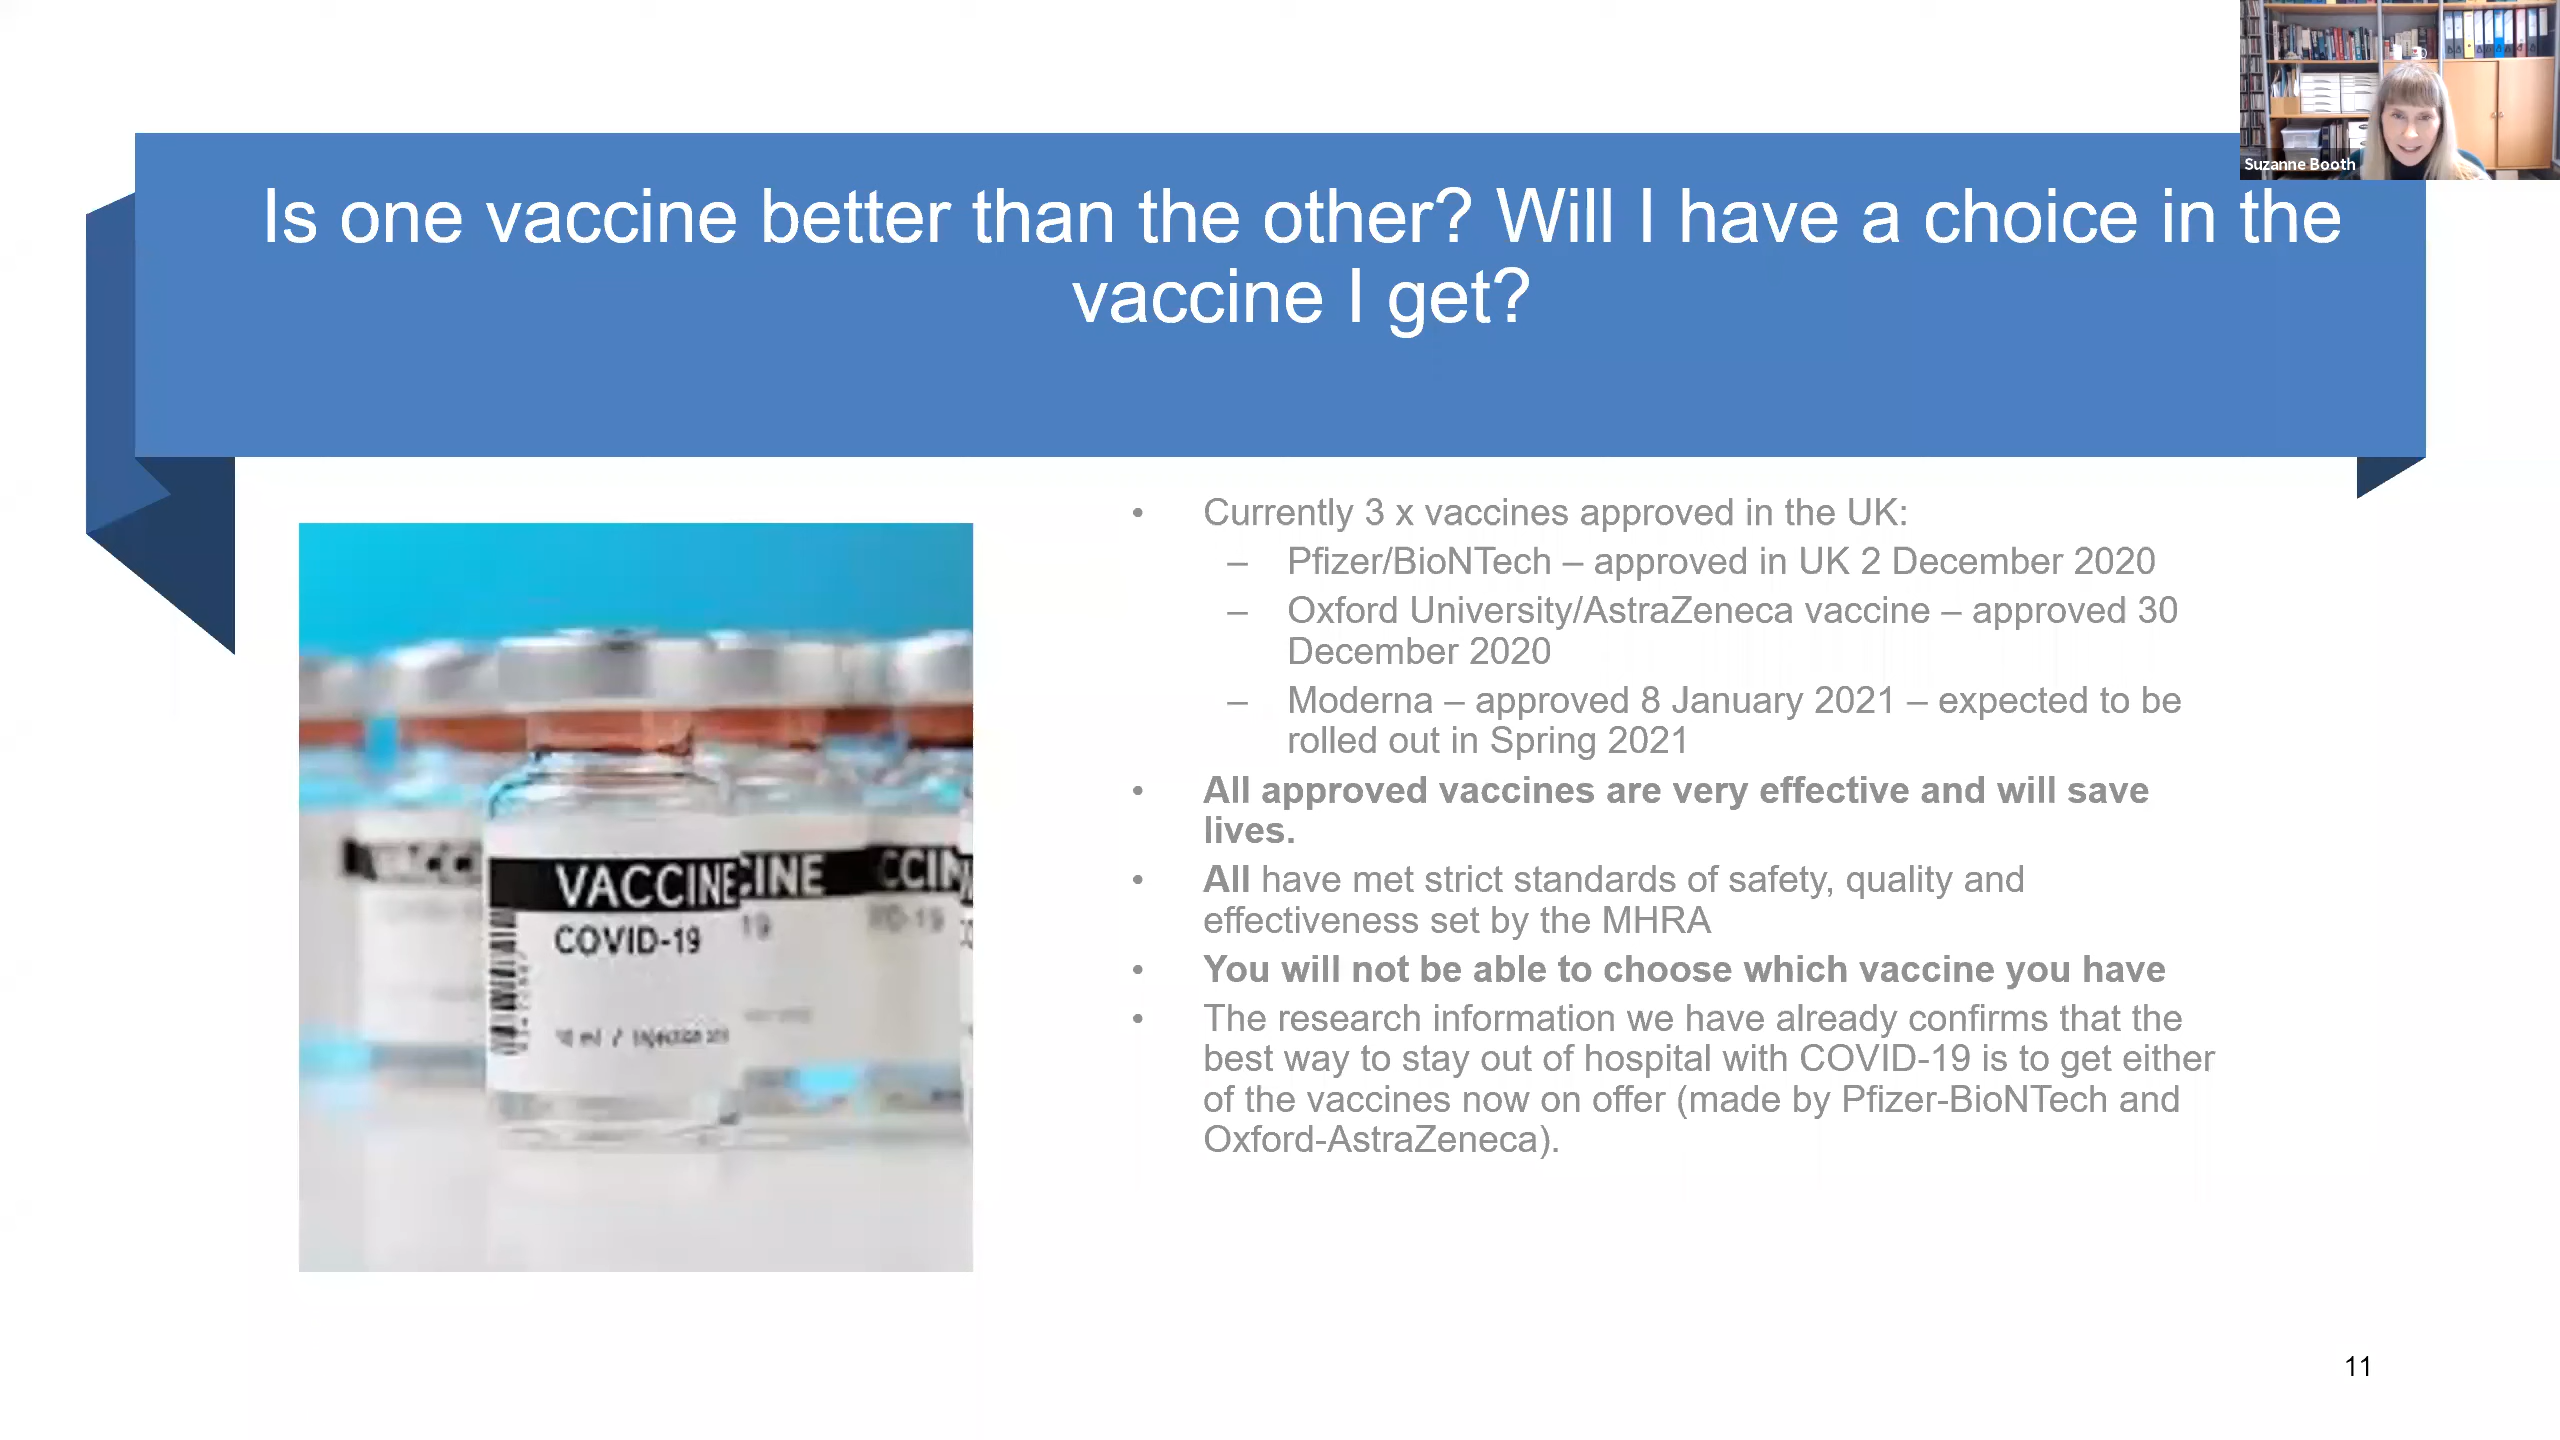 Suzanne Booth
Is one vaccine better than the other? Will I have a choice in the
vaccine I get?
• Currently 3 x vaccines approved in the UK:
– Pfizer/BioNTech – approved in UK 2 December 2020
– Oxford University/AstraZeneca vaccine – approved 30
December 2020
– Moderna – approved 8 January 2021 – expected to be
rolled out in Spring 2021
• All approved vaccines are very effective and will save
lives.
• All have met strict standards of safety, quality and
effectiveness set by the MHRA
• You will not be able to choose which vaccine you have
• The research information we have already confirms that the
best way to stay out of hospital with COVID-19 is to get either
of the vaccines now on offer (made by Pfizer-BioNTech and
Oxford-AstraZeneca).
VACCINE CINE CCIN
COVID-19 19
10 ml / Injection
11